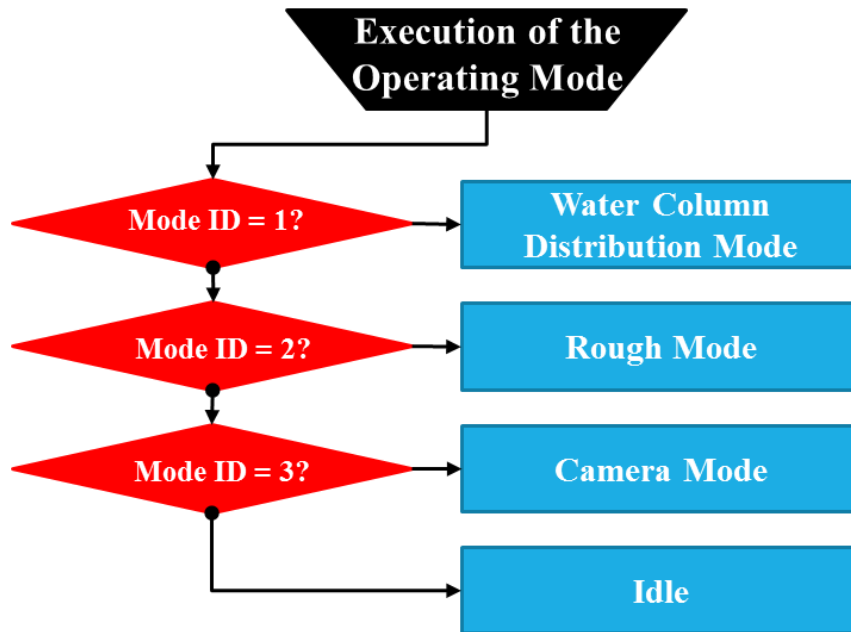 Execution of the
Operating Mode
Mode ID = 1?
Water Column
Distribution Mode
Mode ID = 2?
Rough Mode
Mode ID = 3?
Camera Mode
Idle